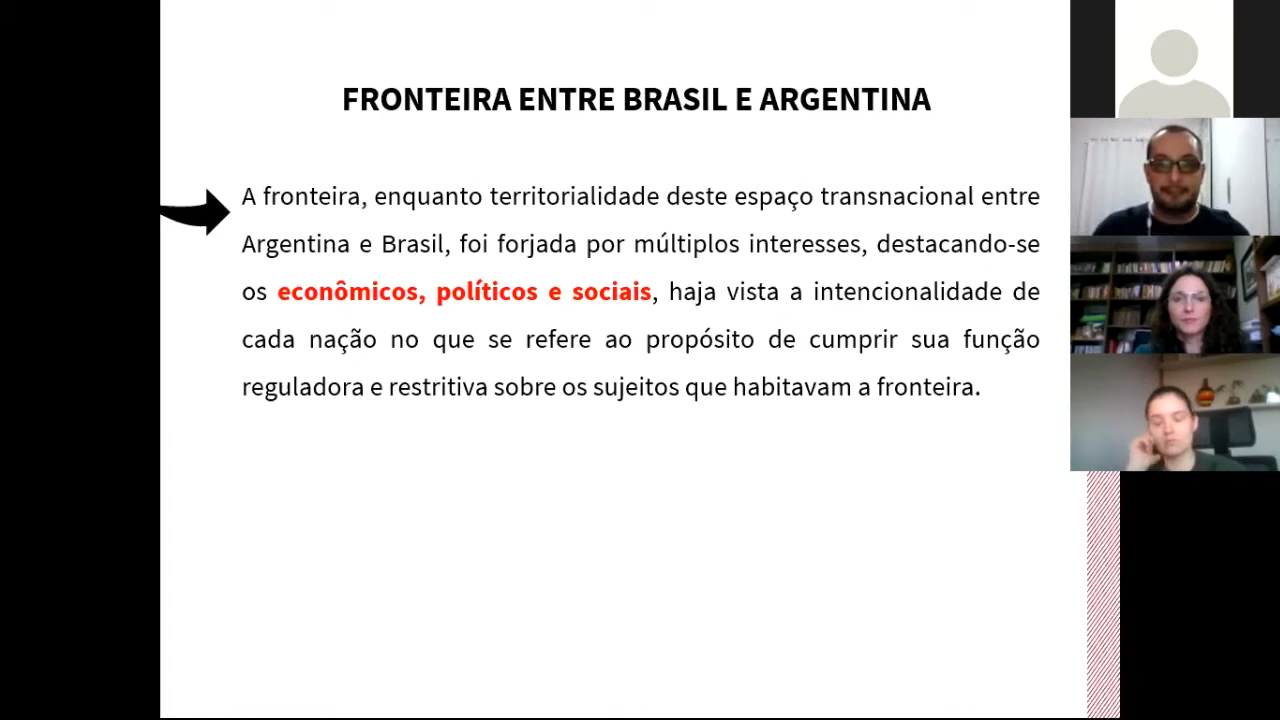 FRONTEIRA ENTRE BRASIL E ARGENTINA
A fronteira, enquanto territorialidade deste espaço transnacional entre
Argentina e Brasil, foi forjada por múltiplos interesses, destacando-se
os econômicos, políticos e sociais, haja vista a intencionalidade de
cada nação no que se refere ao propósito de cumprir sua função
reguladora e restritiva sobre os sujeitos que habitavam a fronteira.